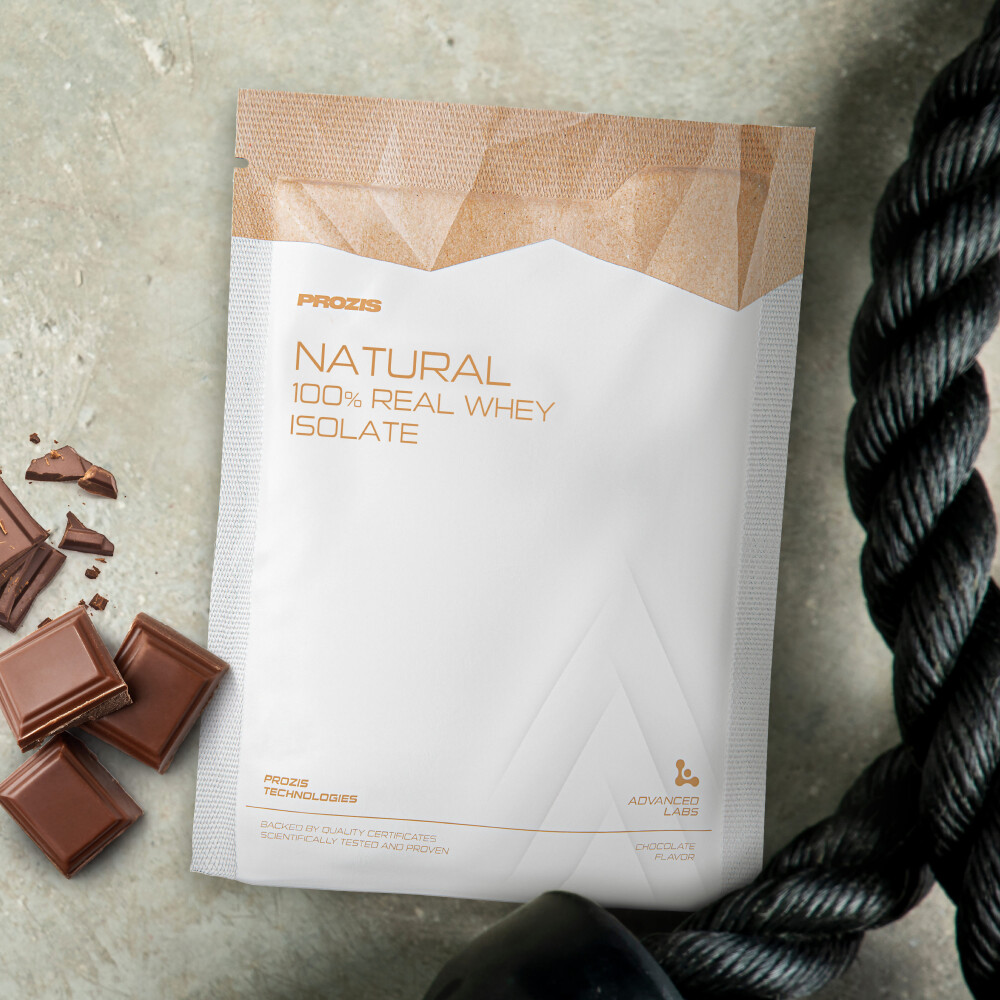 PROZIS
NATURAL
100% REAL WHEY
ISOLATE
PROZIS
TECHNOLOGIES
ADVANCED
LABS
BACKED BY QUALITY CERTIFICATES
SCIENTIFICALLY TESTED AND PROVEN
CHOCOLATE
FLAVOR